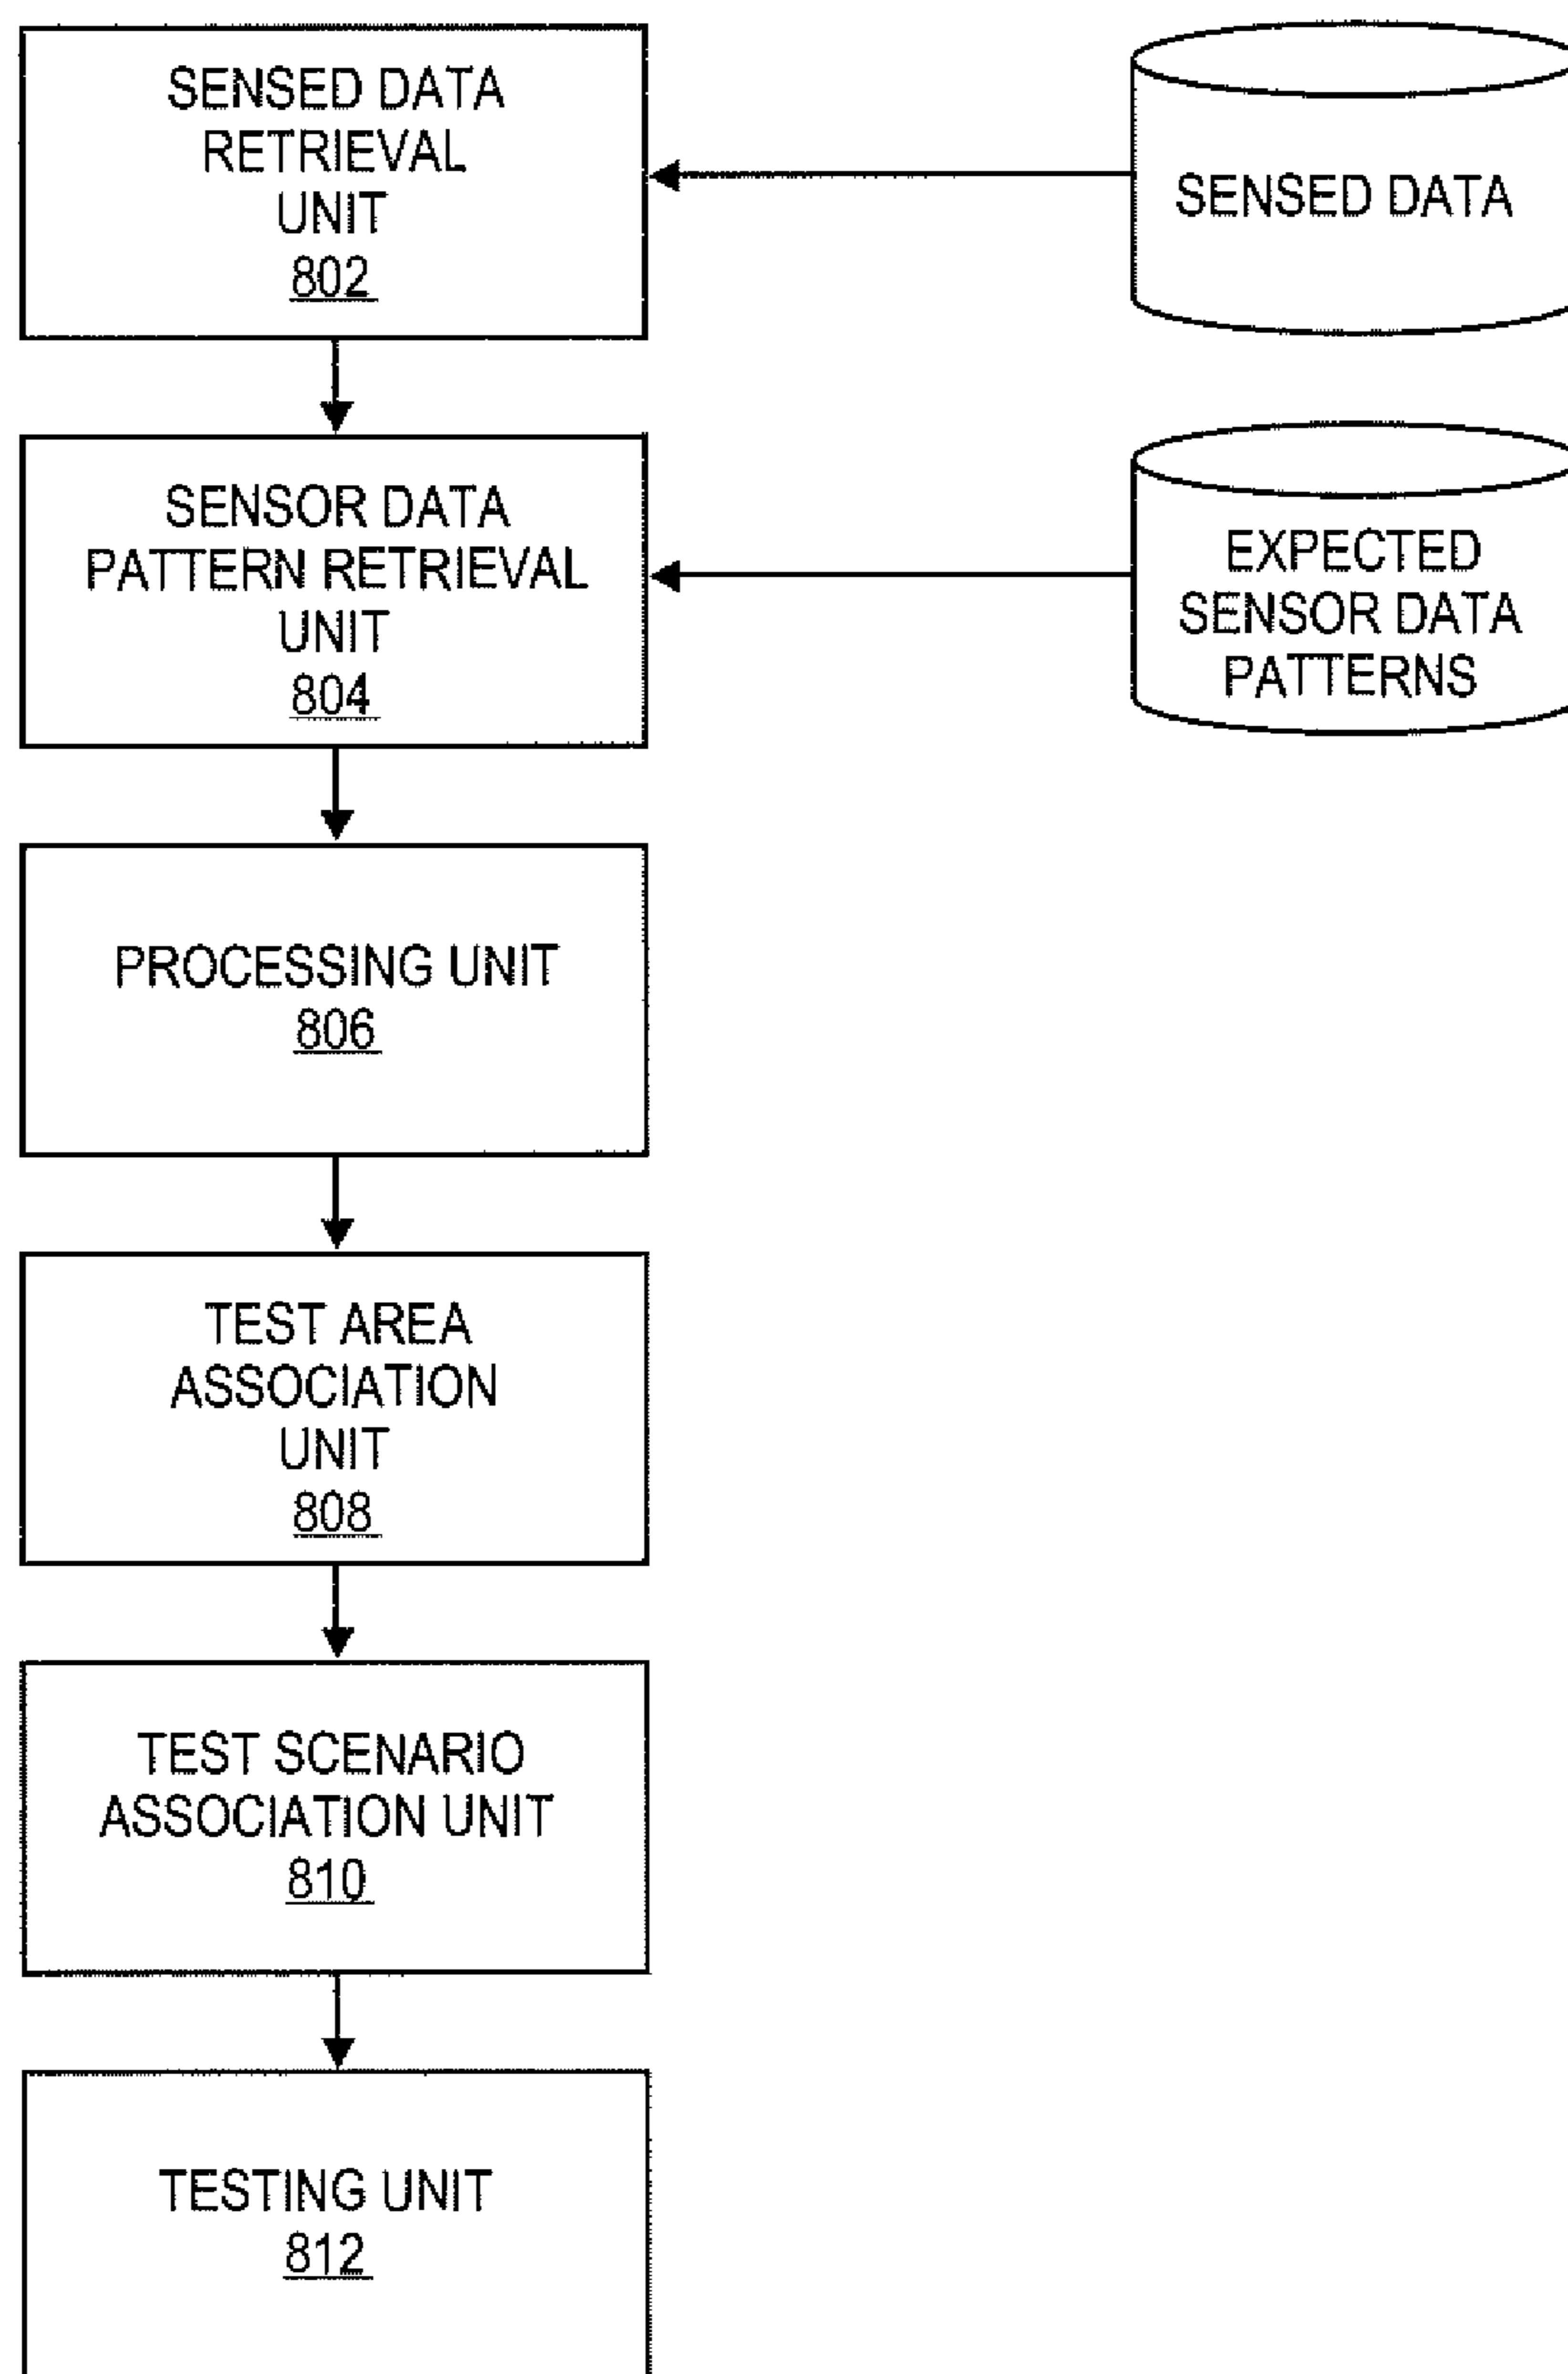 SENSED DATA
RETRIEVAL
UNIT
802
SENSED DATA
SENSOR DATA
PATTERN RETRIEVAL
UNIT
804
EXPECTED
SENSOR DATA
PATTERNS
PROCESSING UNIT
806
TEST AREA
ASSOCIATION
UNIT
808
TEST SCENARIO
ASSOCIATION UNIT
810
TESTING UNIT
812